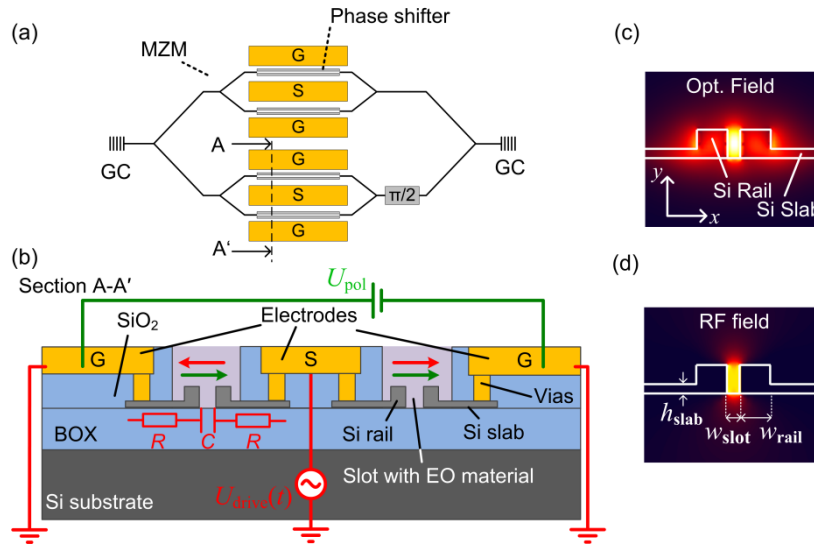 (a)
Phase shifter
MZM
G
S
G
A
GC
G
S
π/2
GC
G
A‘
(b)
Section A-A′
U_pol
SiO₂
Electrodes
G
S
G
Vias
BOX
R
C
R
Si rail
Si slab
Slot with EO material
Si substrate
U_drive(t)
(c)
Opt. Field
Si Rail
y
x
Si Slab
(d)
RF field
h_slab
w_slot
w_rail